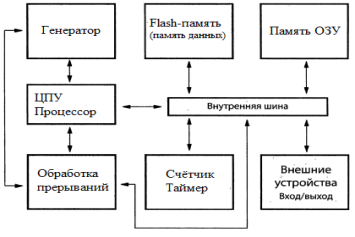 Генератор
Flash-память
(память данных)
Память ОЗУ
ЦПУ
Процессор
Внутренняя шина
Обработка
прерываний
Счётчик
Таймер
Внешние
устройства
Вход/выход